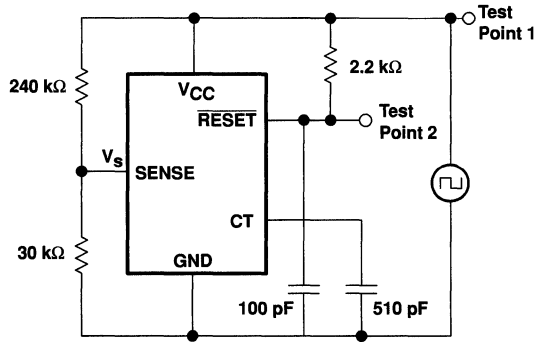 Test
Point 1
240 kΩ
2.2 kΩ
VCC
RESET
Test
Point 2
Vs
SENSE
CT
30 kΩ
GND
100 pF
510 pF